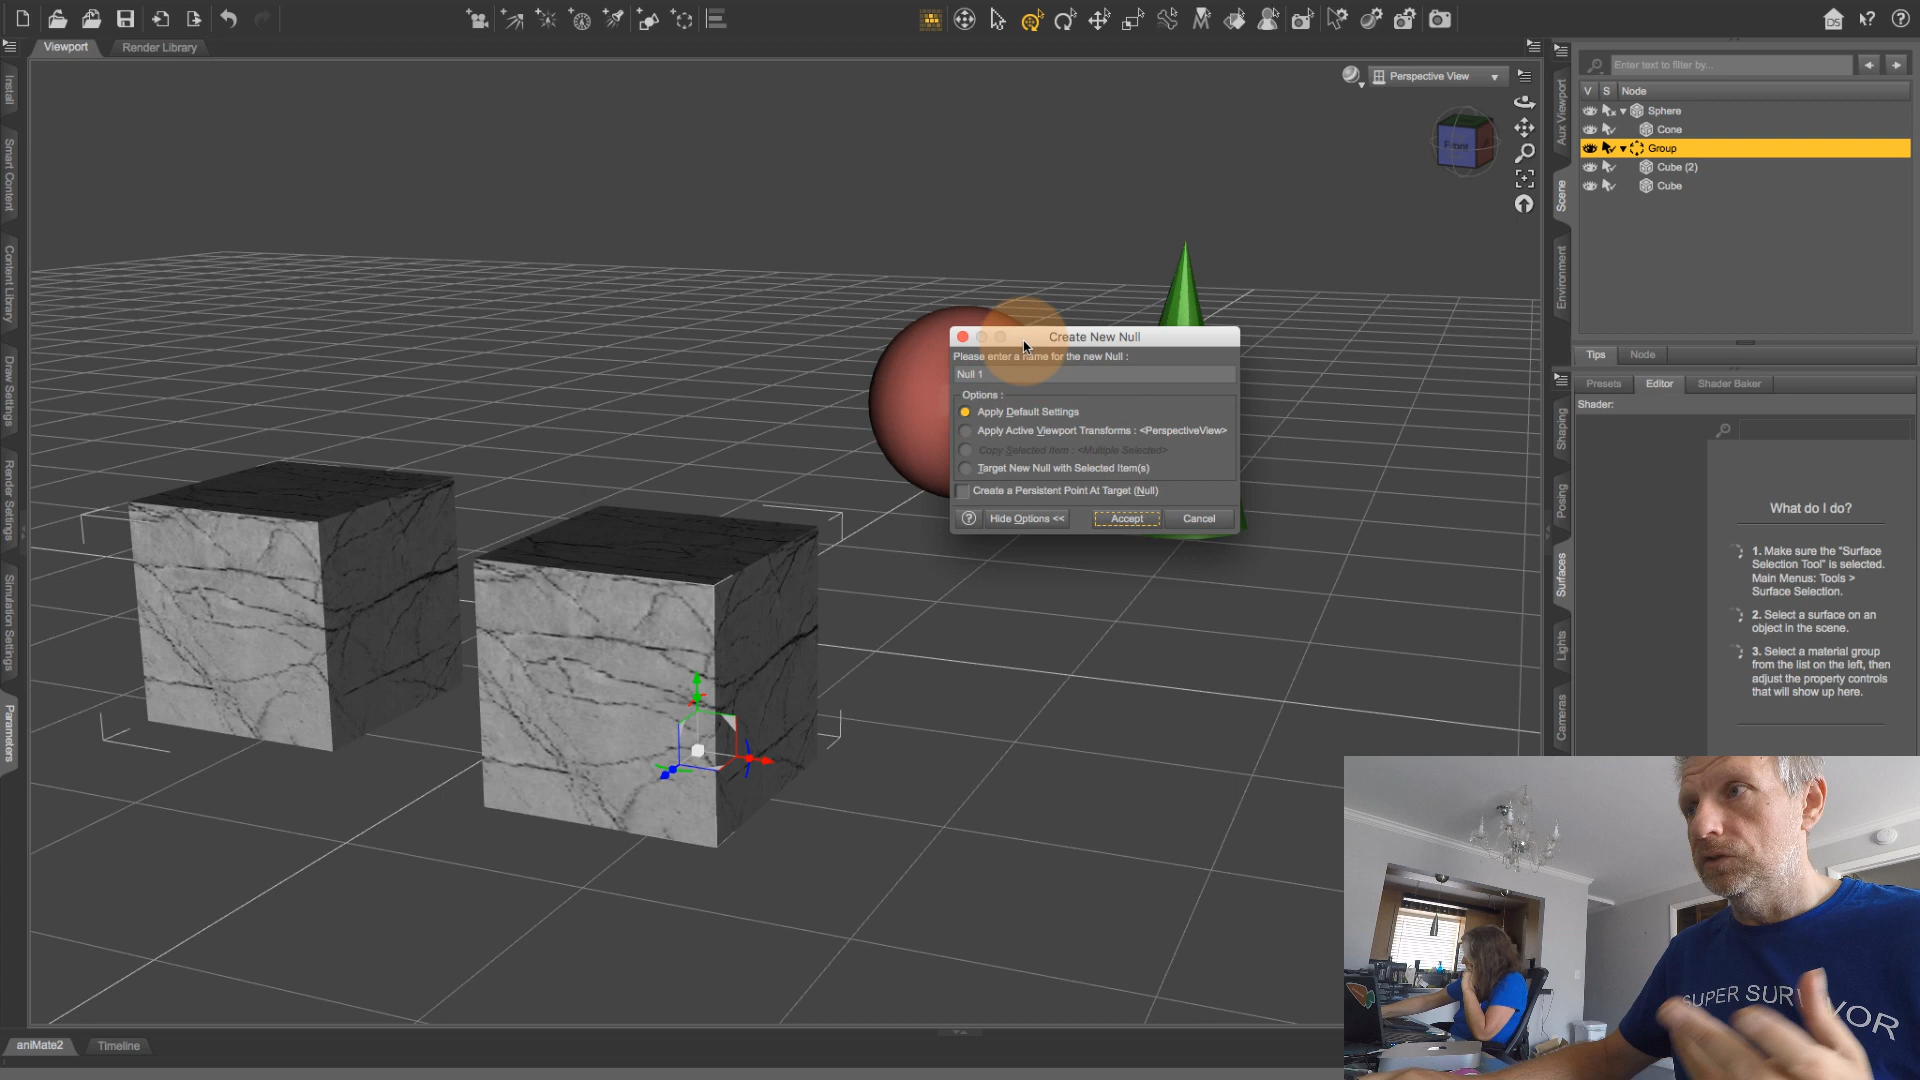 Viewport
Render Library
Install
Smart Content
Content Library
Draw Settings
Render Settings
Simulation Settings
Parameters
Perspective View
Front
Create New Null
Please enter a name for the new Null :
Null 1
Options :
Apply Default Settings
Apply Active Viewport Transforms : <PerspectiveView>
Copy Selected Item : <Multiple Selected>
Target New Null with Selected Item(s)
Create a Persistent Point At Target (Null)
Hide Options <<
Accept
Cancel
aniMate2
Timeline
DS
Aux Viewport
Scene
Environment
Enter text to filter by...
V S Node
Sphere
Cone
Group
Cube (2)
Cube
Tips
Node
Shaping
Posing
Surfaces
Lights
Cameras
Presets
Editor
Shader Baker
Shader:
What do I do?
1. Make sure the "Surface
Selection Tool" is selected.
Main Menus: Tools >
Surface Selection.
2. Select a surface on an
object in the scene.
3. Select a material group
from the list on the left, then
adjust the property controls
that will show up here.
SUPER SUR VOR